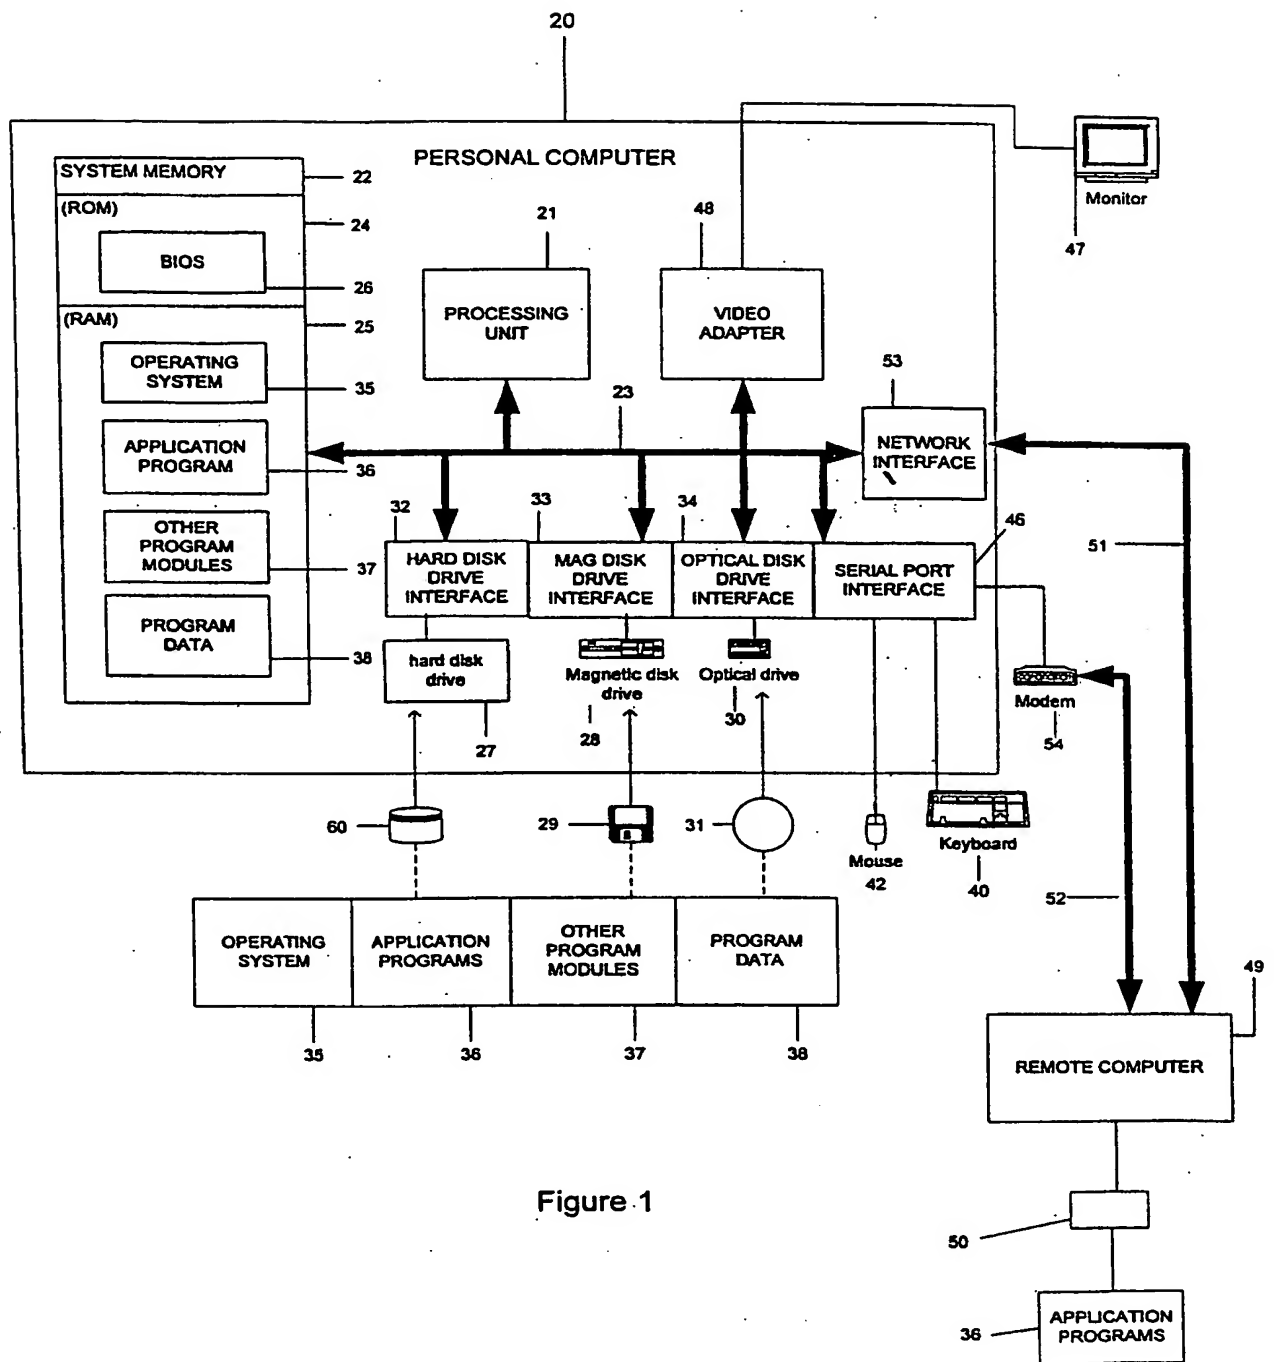 20
PERSONAL COMPUTER
SYSTEM MEMORY
22
(ROM)
24
BIOS
26
(RAM)
25
OPERATING
SYSTEM
35
APPLICATION
PROGRAM
36
OTHER
PROGRAM
MODULES
37
PROGRAM
DATA
38
21
PROCESSING
UNIT
48
VIDEO
ADAPTER
Monitor
47
23
53
NETWORK
INTERFACE
32
HARD DISK
DRIVE
INTERFACE
33
MAG DISK
DRIVE
INTERFACE
34
OPTICAL DISK
DRIVE
INTERFACE
46
SERIAL PORT
INTERFACE
51
hard disk
drive
27
Magnetic disk
drive
28
Optical drive
30
Modem
54
60
29
31
Mouse
42
Keyboard
40
52
OPERATING
SYSTEM
35
APPLICATION
PROGRAMS
36
OTHER
PROGRAM
MODULES
37
PROGRAM
DATA
38
49
REMOTE COMPUTER
50
36
APPLICATION
PROGRAMS
Figure 1